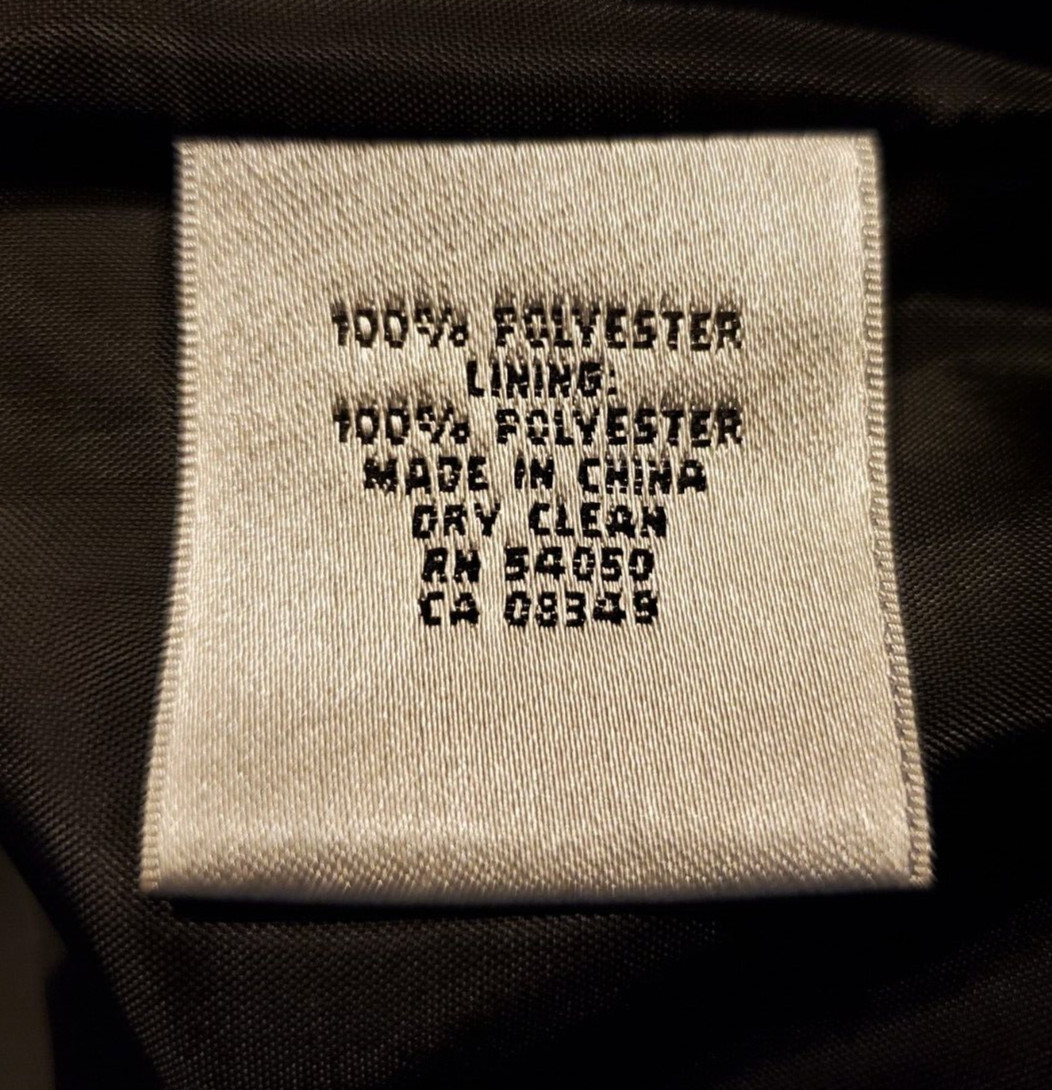 100% POLYESTER
LINING:
100% POLYESTER
MADE IN CHINA
DRY CLEAN
RN 54050
CA 08349